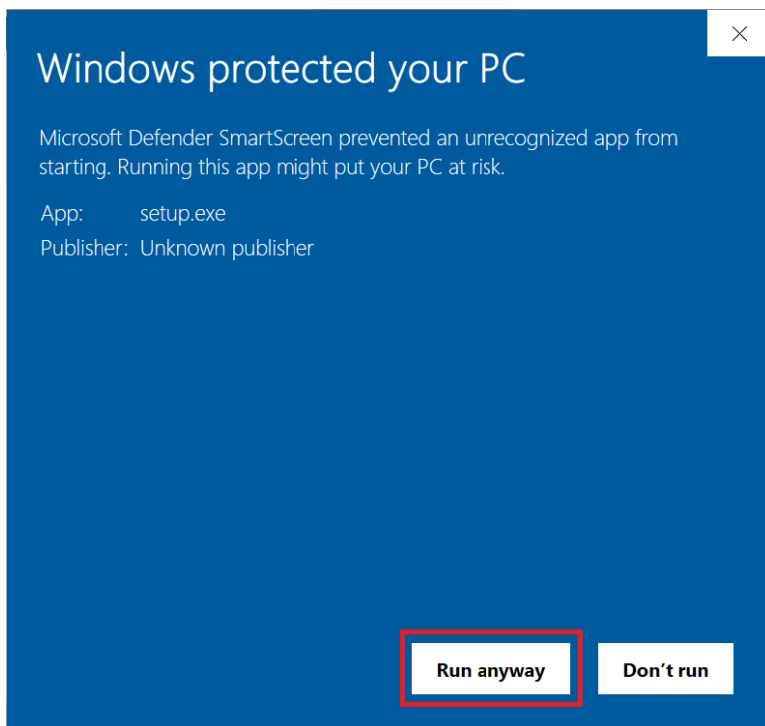 Windows protected your PC
Microsoft Defender SmartScreen prevented an unrecognized app from
starting. Running this app might put your PC at risk.
App: setup.exe
Publisher: Unknown publisher
Run anyway Don’t run